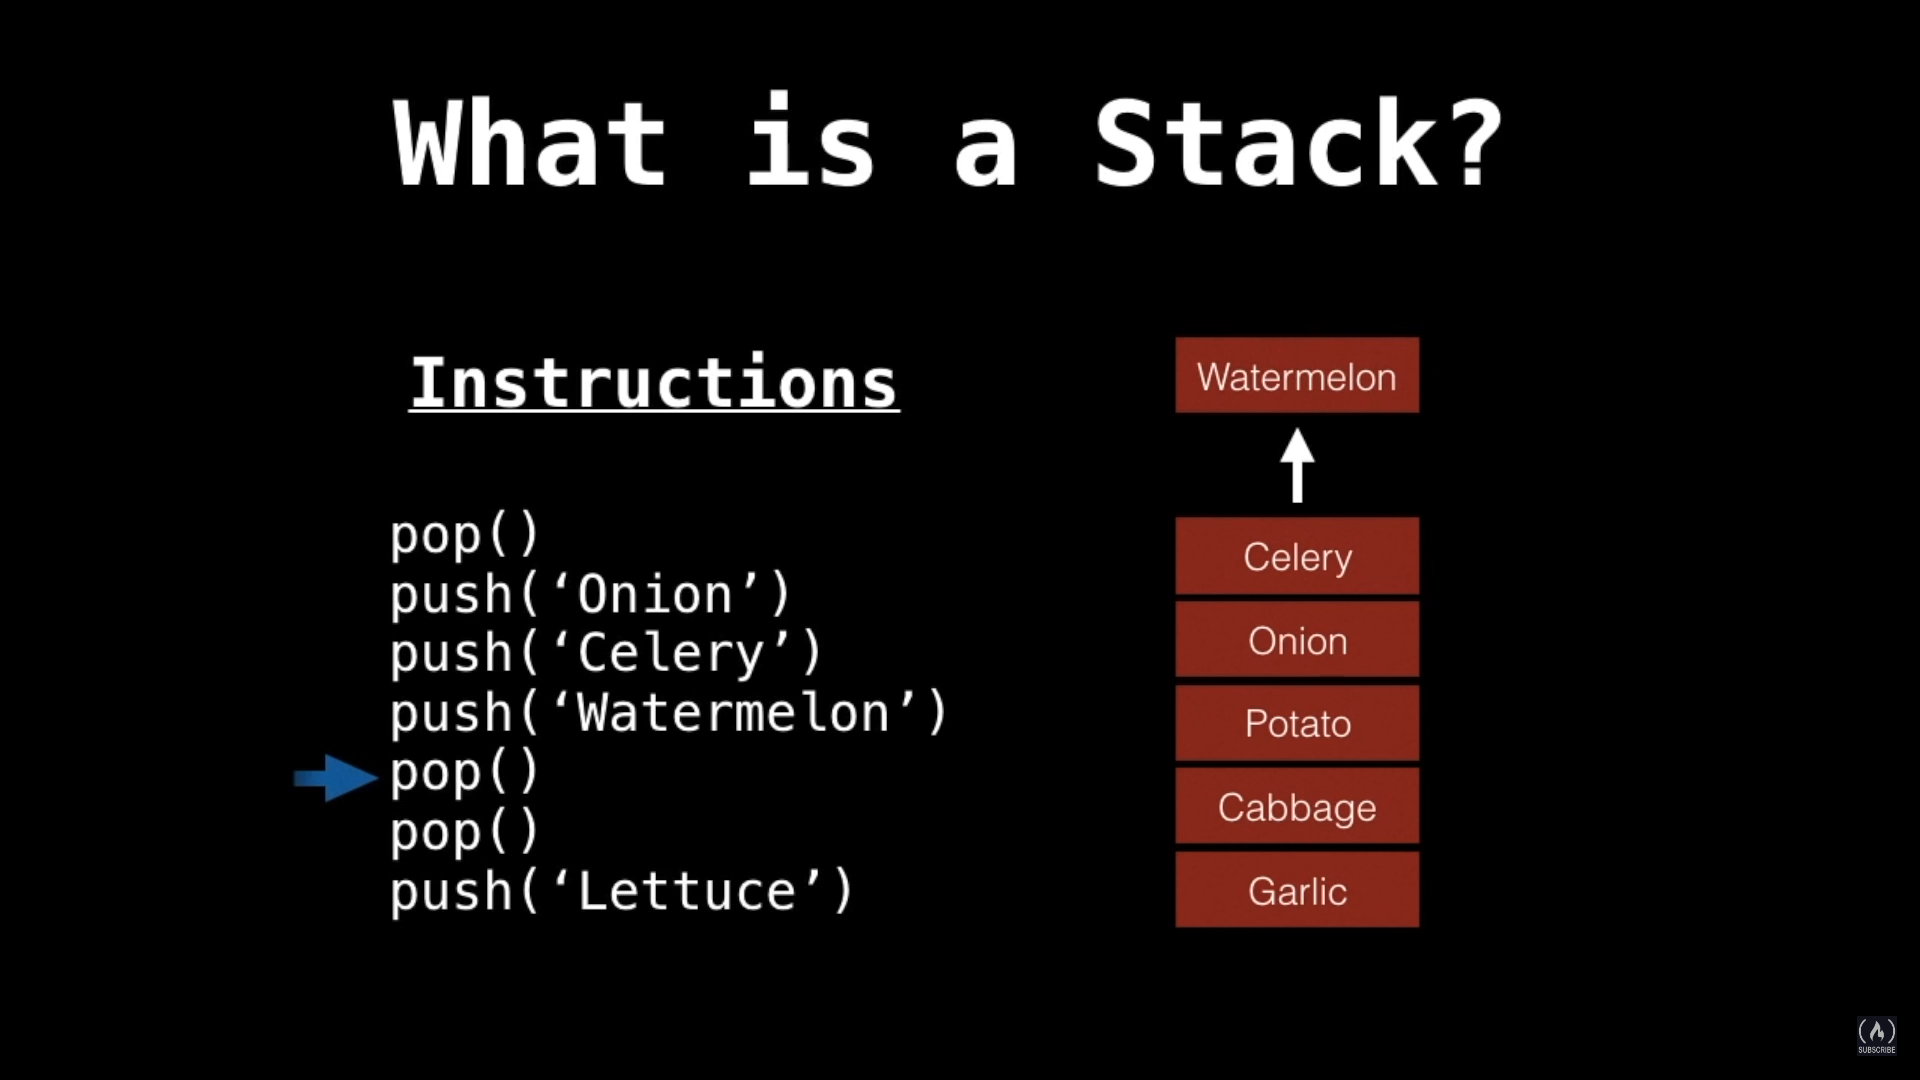 What is a Stack?
Instructions
pop()
push(‘Onion’)
push(‘Celery’)
push(‘Watermelon’)
pop()
pop()
push(‘Lettuce’)
Watermelon
Celery
Onion
Potato
Cabbage
Garlic
SUBSCRIBE